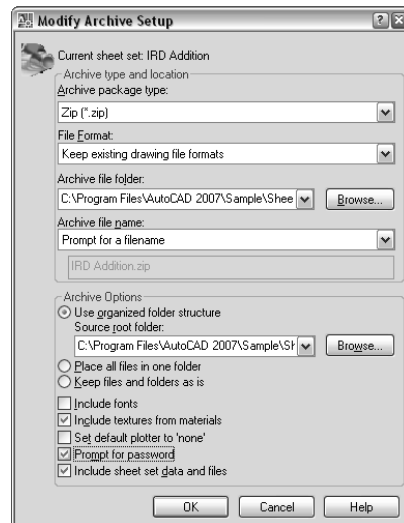 Modify Archive Setup
Current sheet set: IRD Addition
Archive type and location
Archive package type:
Zip (*.zip)
File Format:
Keep existing drawing file formats
Archive file folder:
C:\Program Files\AutoCAD 2007\Sample\Shee
Browse...
Archive file name:
Prompt for a filename
IRD Addition.zip
Archive Options
Use organized folder structure
Source root folder:
C:\Program Files\AutoCAD 2007\Sample\Sh
Browse...
Place all files in one folder
Keep files and folders as is
Include fonts
Include textures from materials
Set default plotter to 'none'
Prompt for password
Include sheet set data and files
OK Cancel Help